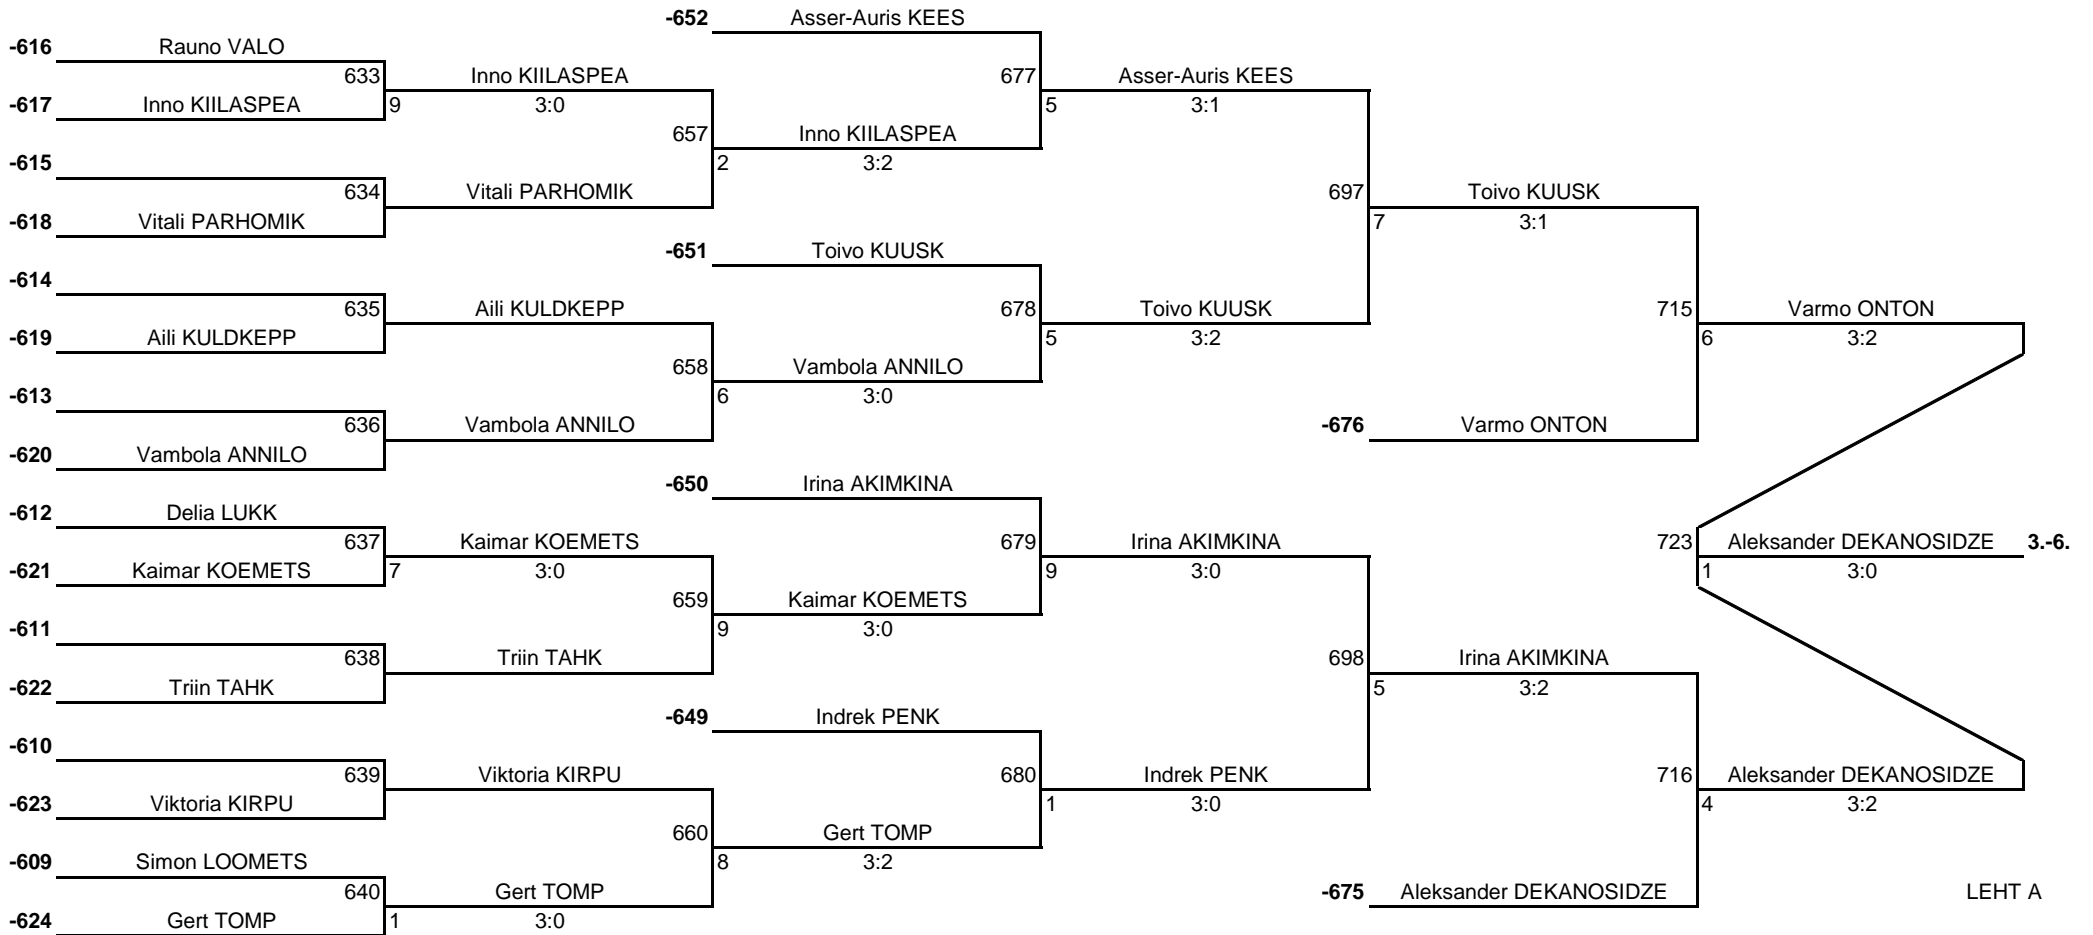 -652 Asser-Auris KEES
-616 Rauno VALO
633 Inno KIILASPEA 677 Asser-Auris KEES
-617 Inno KIILASPEA 9 3:0 5 3:1
657 Inno KIILASPEA
-615 2 3:2
634 Vitali PARHOMIK 697 Toivo KUUSK
-618 Vitali PARHOMIK 7 3:1
-651 Toivo KUUSK
-614
635 Aili KULDKEPP 678 Toivo KUUSK 715 Varmo ONTON
-619 Aili KULDKEPP 5 3:2 6 3:2
658 Vambola ANNILO
-613 6 3:0
636 Vambola ANNILO -676 Varmo ONTON
-620 Vambola ANNILO
-650 Irina AKIMKINA
-612 Delia LUKK
637 Kaimar KOEMETS 679 Irina AKIMKINA 723 Aleksander DEKANOSIDZE 3.-6.
-621 Kaimar KOEMETS 7 3:0 9 3:0 1 3:0
659 Kaimar KOEMETS
-611 9 3:0
638 Triin TAHK 698 Irina AKIMKINA
-622 Triin TAHK 5 3:2
-649 Indrek PENK
-610
639 Viktoria KIRPU 680 Indrek PENK 716 Aleksander DEKANOSIDZE
-623 Viktoria KIRPU 1 3:0 4 3:2
660 Gert TOMP
-609 Simon LOOMETS 8 3:2
640 Gert TOMP -675 Aleksander DEKANOSIDZE LEHT A
-624 Gert TOMP 1 3:0